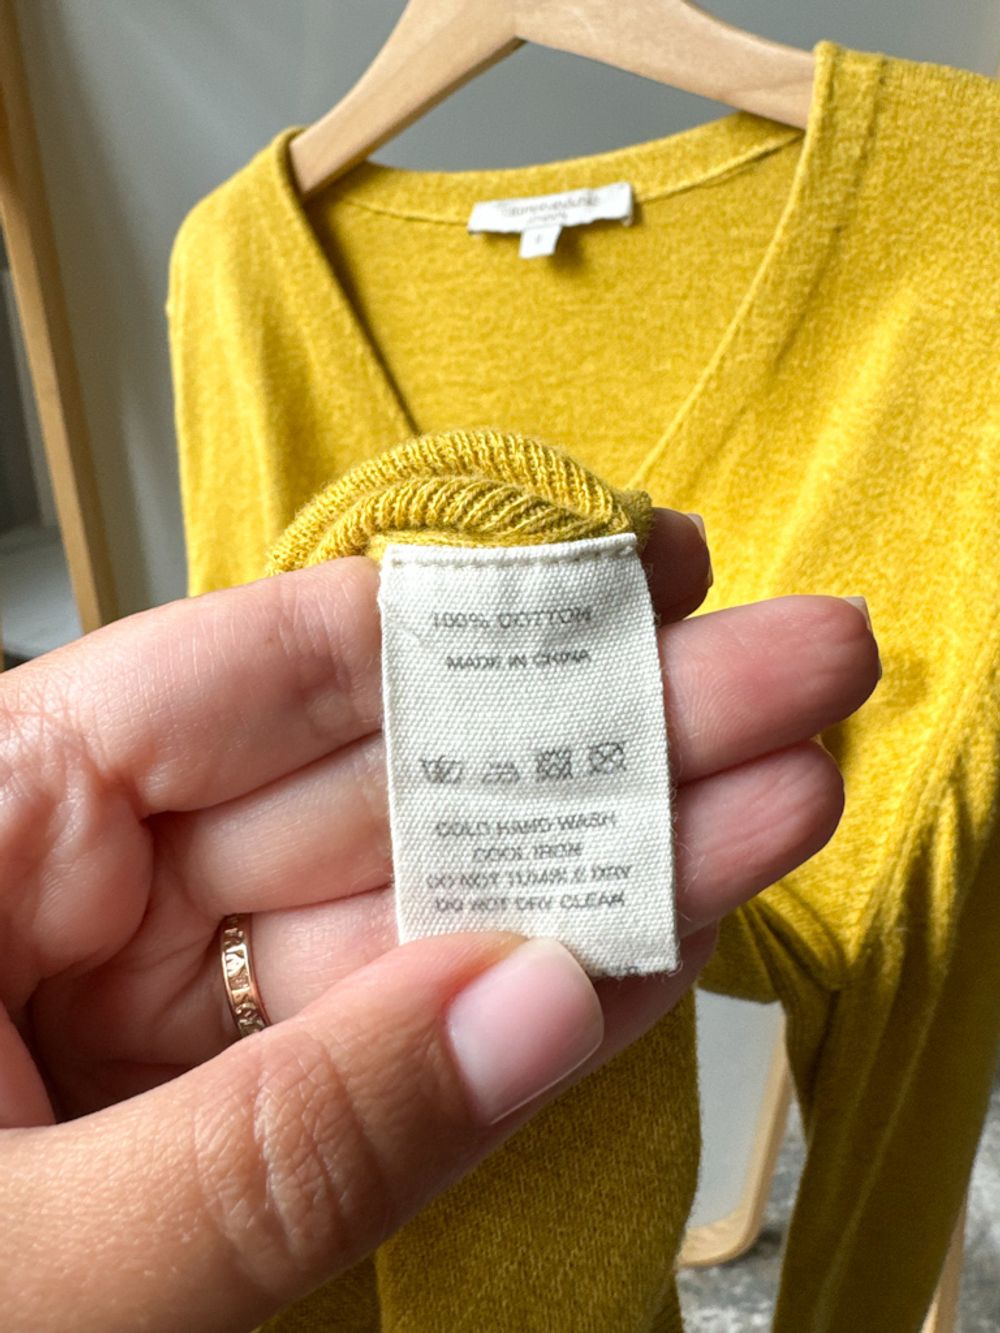 100% COTTON
MADE IN CHINA
COLD HAND WASH
COOL IRON
DO NOT TUMBLE DRY
DO NOT DRY CLEAN